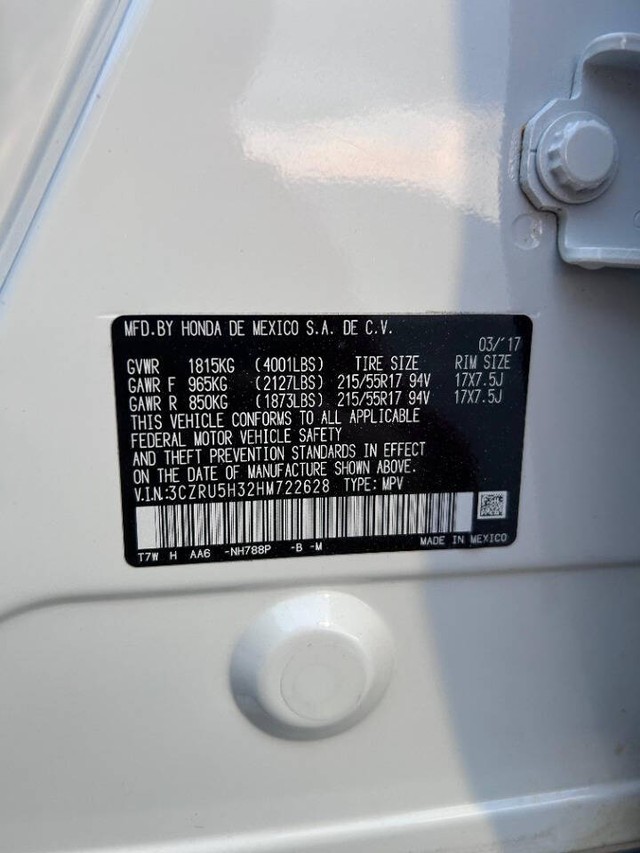 MFD.BY HONDA DE MEXICO S.A. DE C.V.
03/'17
GVWR 1815KG (4001LBS) TIRE SIZE RIM SIZE
GAWR F 965KG (2127LBS) 215/55R17 94V 17X7.5J
GAWR R 850KG (1873LBS) 215/55R17 94V 17X7.5J
THIS VEHICLE CONFORMS TO ALL APPLICABLE
FEDERAL MOTOR VEHICLE SAFETY
AND THEFT PREVENTION STANDARDS IN EFFECT
ON THE DATE OF MANUFACTURE SHOWN ABOVE.
V.I.N:3CZRU5H32HM722628 TYPE: MPV
T7W H AA6 -NH788P -B -M MADE IN MEXICO